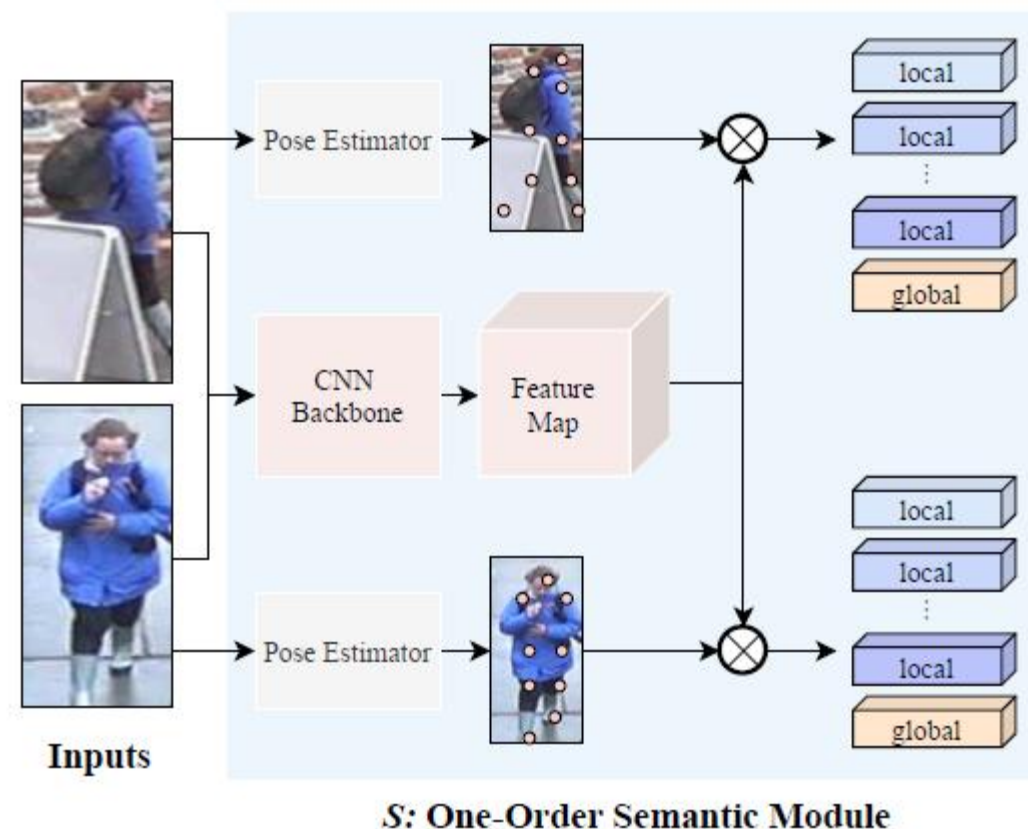 local
Pose Estimator
local
⋮
local
global
CNN
Backbone
Feature
Map
local
local
⋮
Pose Estimator
local
global
Inputs
S: One-Order Semantic Module